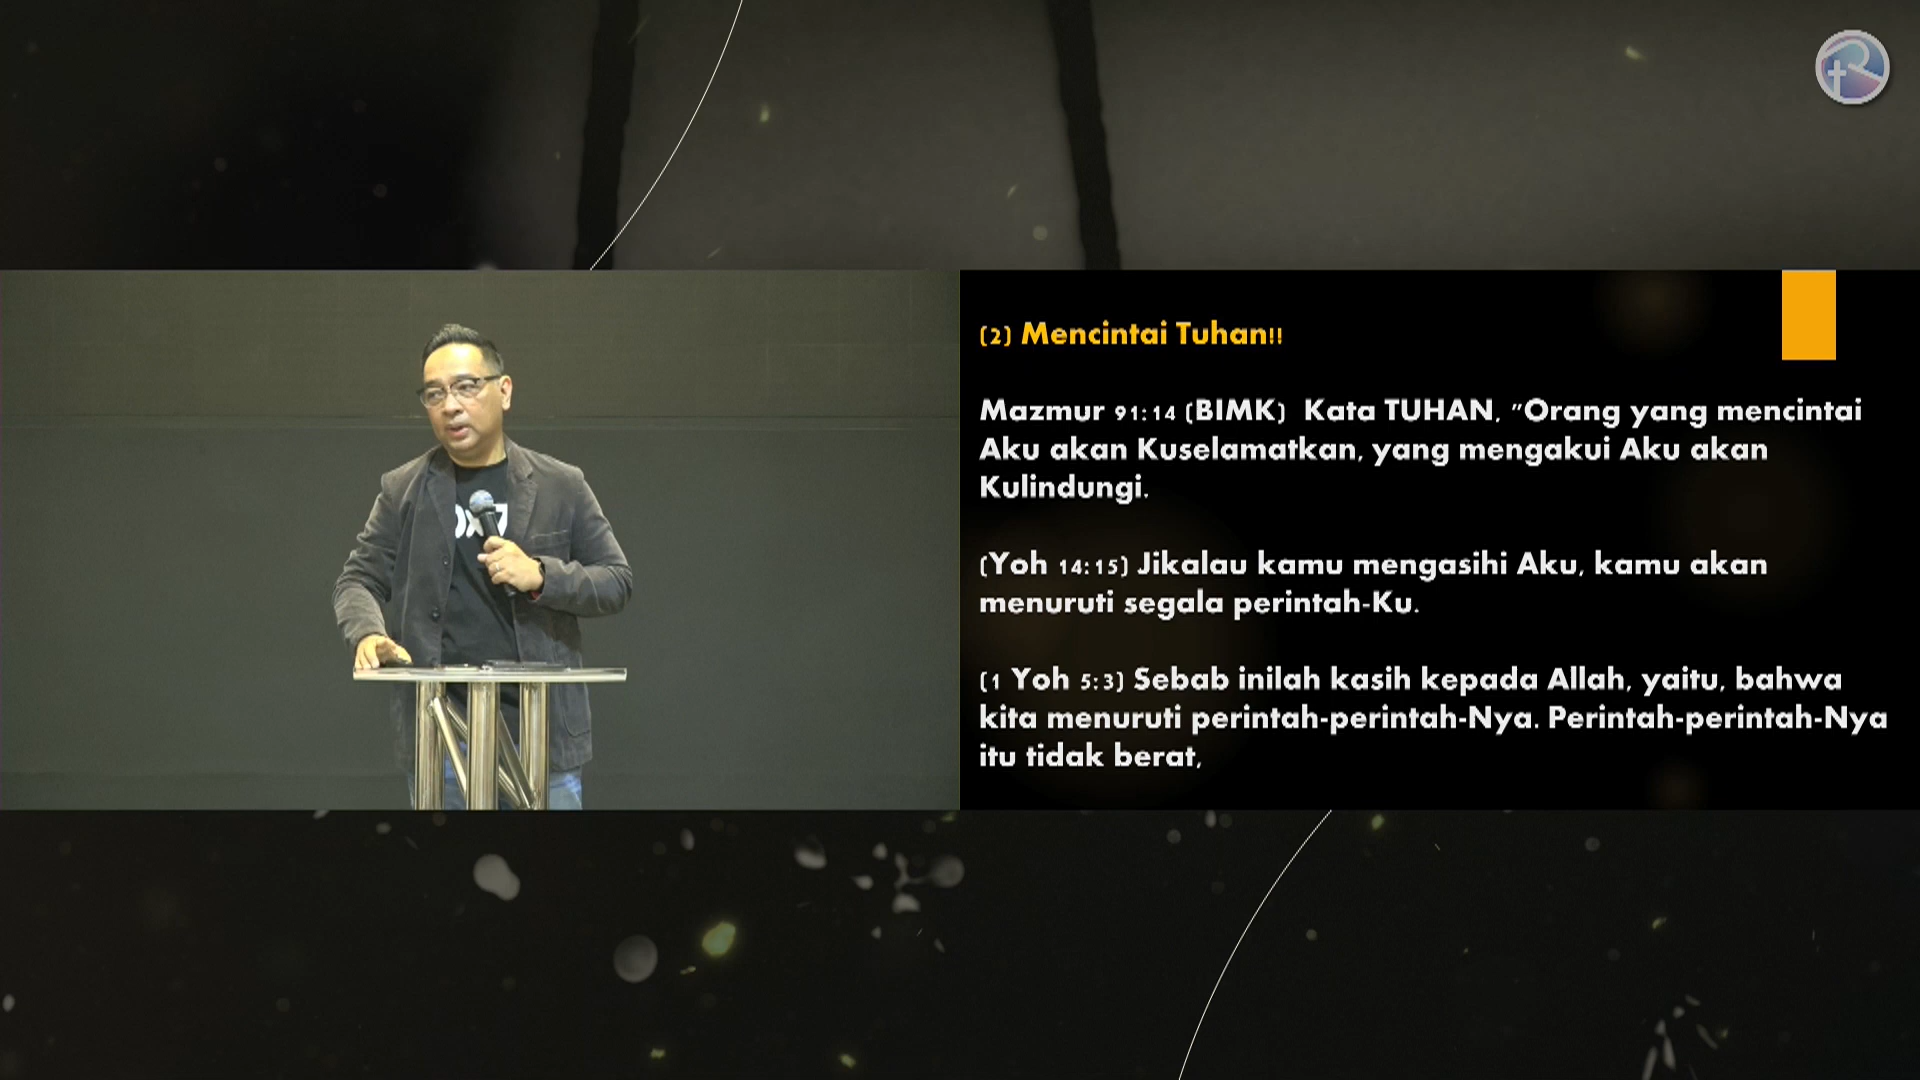 (2) Mencintai Tuhan!!
Mazmur 91:14 (BIMK)  Kata TUHAN, "Orang yang mencintai
Aku akan Kuselamatkan, yang mengakui Aku akan
Kulindungi.
(Yoh 14:15) Jikalau kamu mengasihi Aku, kamu akan
menuruti segala perintah-Ku.
(1 Yoh 5:3) Sebab inilah kasih kepada Allah, yaitu, bahwa
kita menuruti perintah-perintah-Nya. Perintah-perintah-Nya
itu tidak berat,